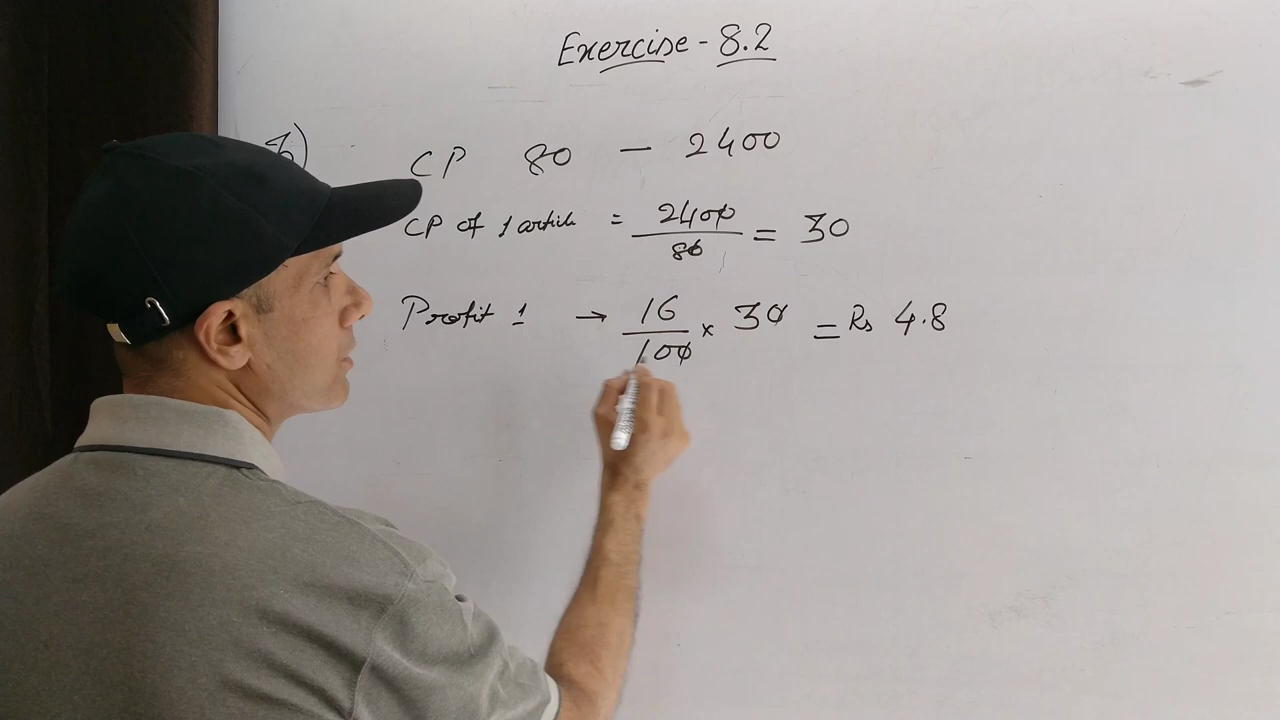 Exercise - 8.2
CP 80 — 2400
CP of 1 article = 2400/80 = 30
Profit 1 → 16/100 × 30 = Rs 4.8